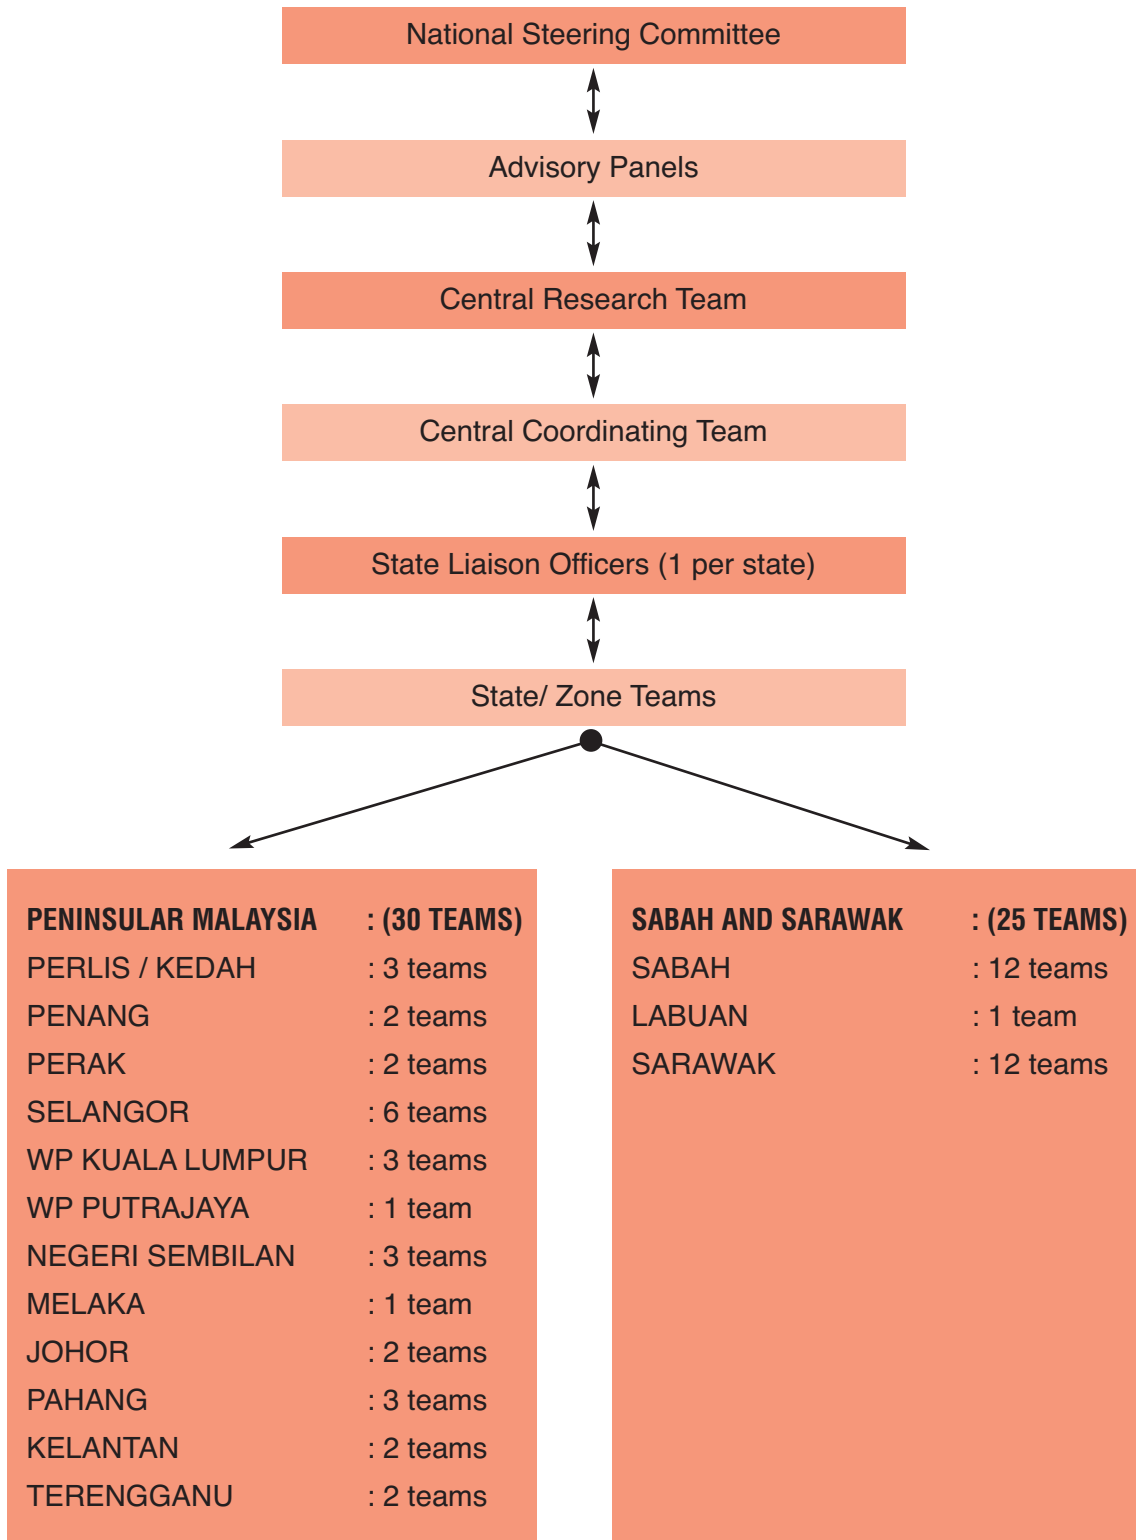 National Steering Committee
Advisory Panels
Central Research Team
Central Coordinating Team
State Liaison Officers (1 per state)
State/ Zone Teams
PENINSULAR MALAYSIA : (30 TEAMS)
PERLIS / KEDAH : 3 teams
PENANG : 2 teams
PERAK : 2 teams
SELANGOR : 6 teams
WP KUALA LUMPUR : 3 teams
WP PUTRAJAYA : 1 team
NEGERI SEMBILAN : 3 teams
MELAKA : 1 team
JOHOR : 2 teams
PAHANG : 3 teams
KELANTAN : 2 teams
TERENGGANU : 2 teams
SABAH AND SARAWAK : (25 TEAMS)
SABAH : 12 teams
LABUAN : 1 team
SARAWAK : 12 teams